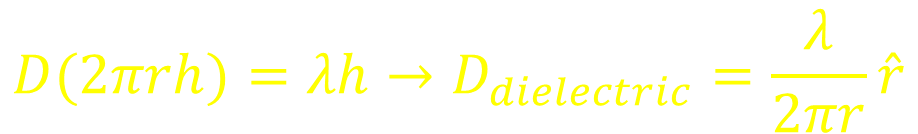 D(2πrh) = λh → D_dielectric = λ/(2πr) r̂